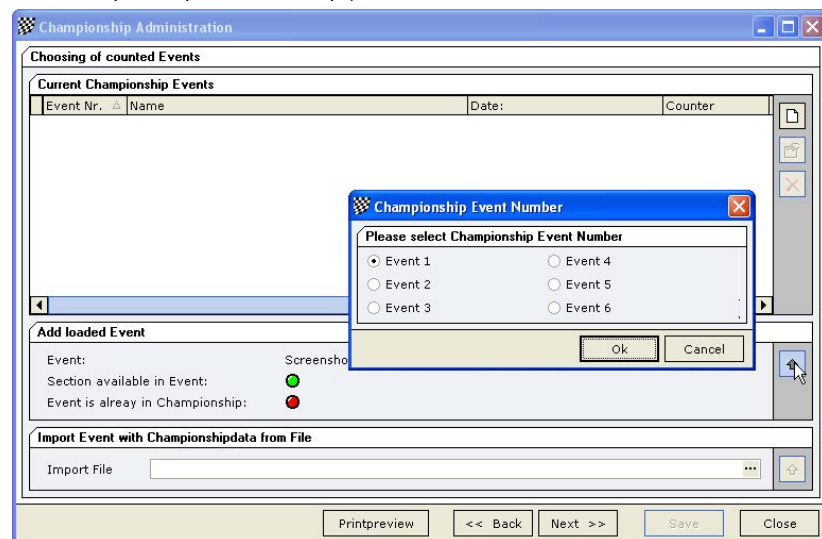 Championship Administration
Choosing of counted Events
Current Championship Events
Event Nr. Name Date: Counter
Championship Event Number
Please select Championship Event Number
Event 1 Event 4
Event 2 Event 5
Event 3 Event 6
Ok Cancel
Add loaded Event
Event: Screensho
Section available in Event:
Event is alreay in Championship:
Import Event with Championshipdata from File
Import File ...
Printpreview << Back Next >> Save Close